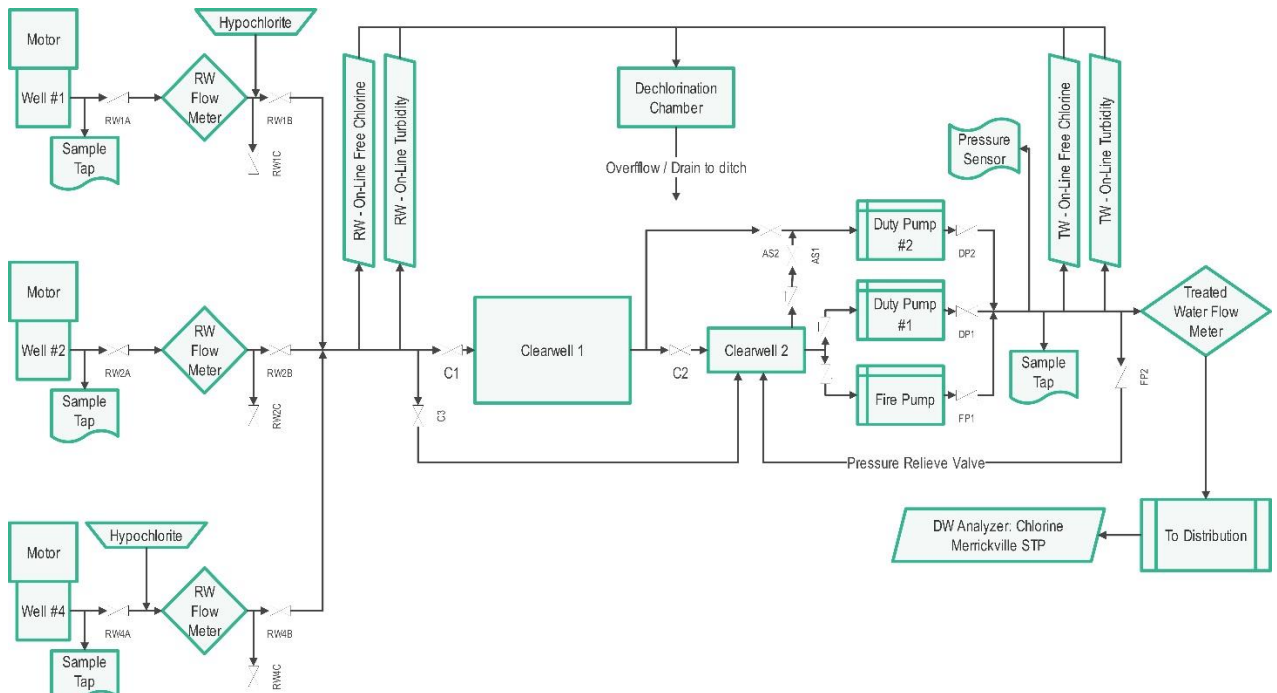 Hypochlorite
Motor
Well #1
RW1A
RW
Flow
Meter
RW1B
RW1C
Sample
Tap
RW - On-Line Free Chlorine
RW - On-Line Turbidity
Dechlorination
Chamber
Overfflow / Drain to ditch
Pressure
Sensor
TW - On-Line Free Chlorine
TW - On-Line Turbidity
Motor
Well #2
RW2A
RW
Flow
Meter
RW2B
RW2C
Sample
Tap
C1
C3
Clearwell 1
C2
Clearwell 2
AS2
AS1
Duty Pump
#2
DP2
Duty Pump
#1
DP1
Fire Pump
FP1
Sample
Tap
FP2
Treated
Water Flow
Meter
Pressure Relieve Valve
Motor
Well #4
RW4A
Hypochlorite
RW
Flow
Meter
RW4B
RW4C
Sample
Tap
DW Analyzer: Chlorine
Merrickville STP
To Distribution